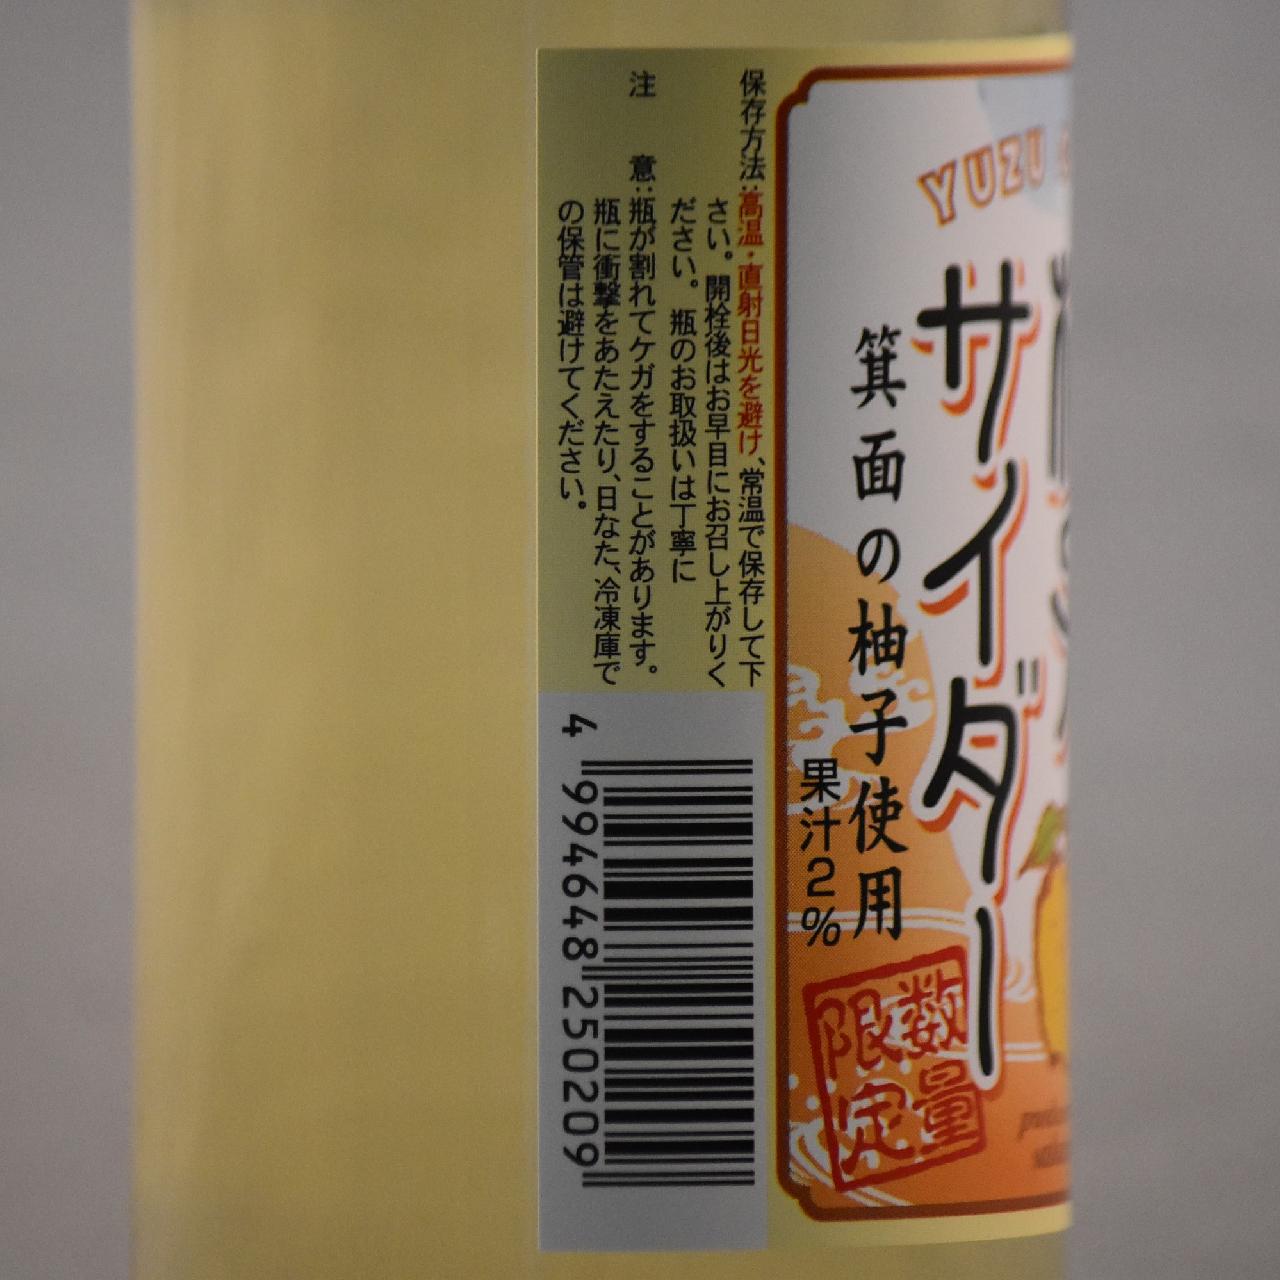 YUZU
サイダー
箕面の柚子使用
果汁2%
数量
限定
保存方法:高温・直射日光を避け、常温で保存して下
さい。開栓後はお早目にお召し上がりく
ださい。瓶のお取扱いは丁寧に
注 意:瓶が割れてケガをすることがあります。
瓶に衝撃をあたえたり、日なた、冷凍庫で
の保管は避けてください。
4 994648 250209